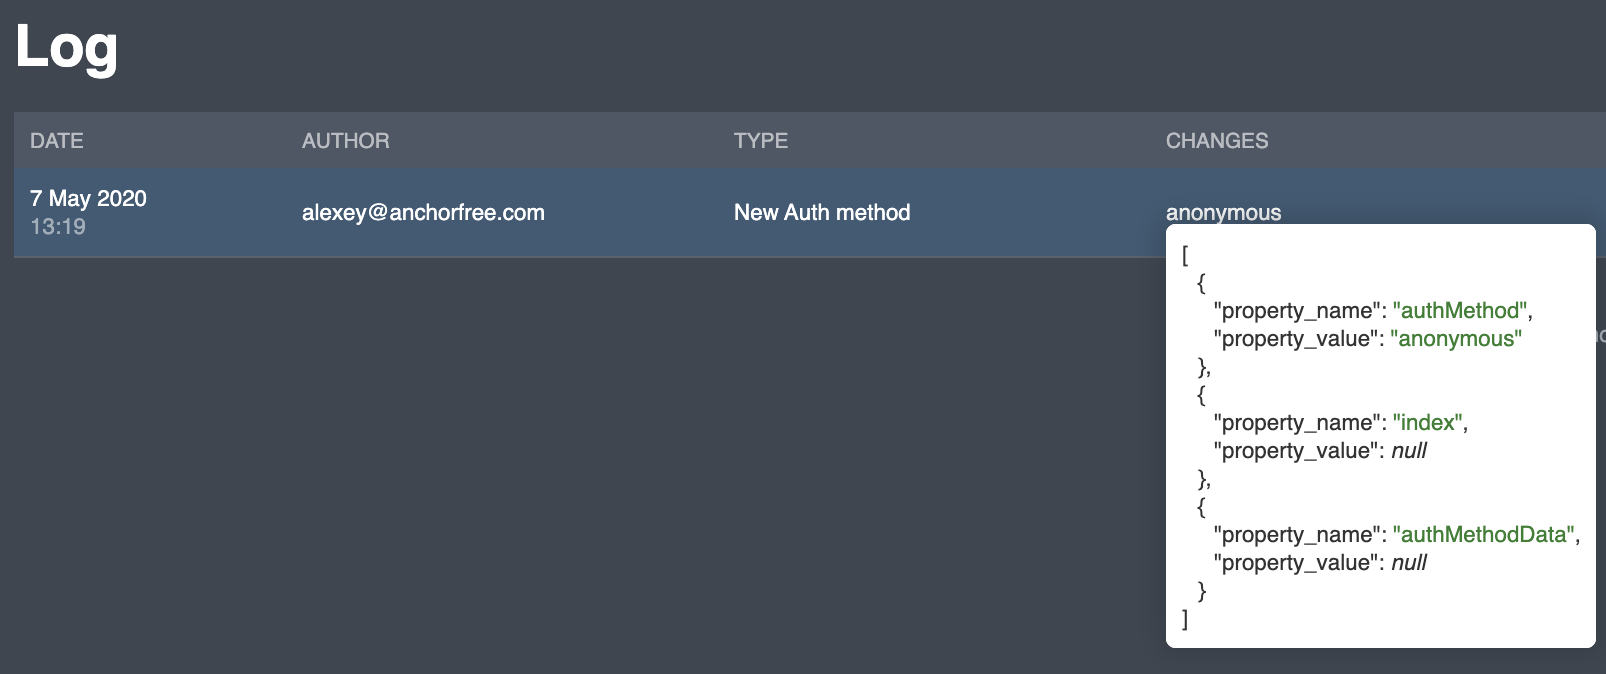 Log
DATE AUTHOR TYPE CHANGES
7 May 2020
13:19
alexey@anchorfree.com New Auth method anonymous
[
{
"property_name": "authMethod",
"property_value": "anonymous"
},
{
"property_name": "index",
"property_value": null
},
{
"property_name": "authMethodData",
"property_value": null
}
]